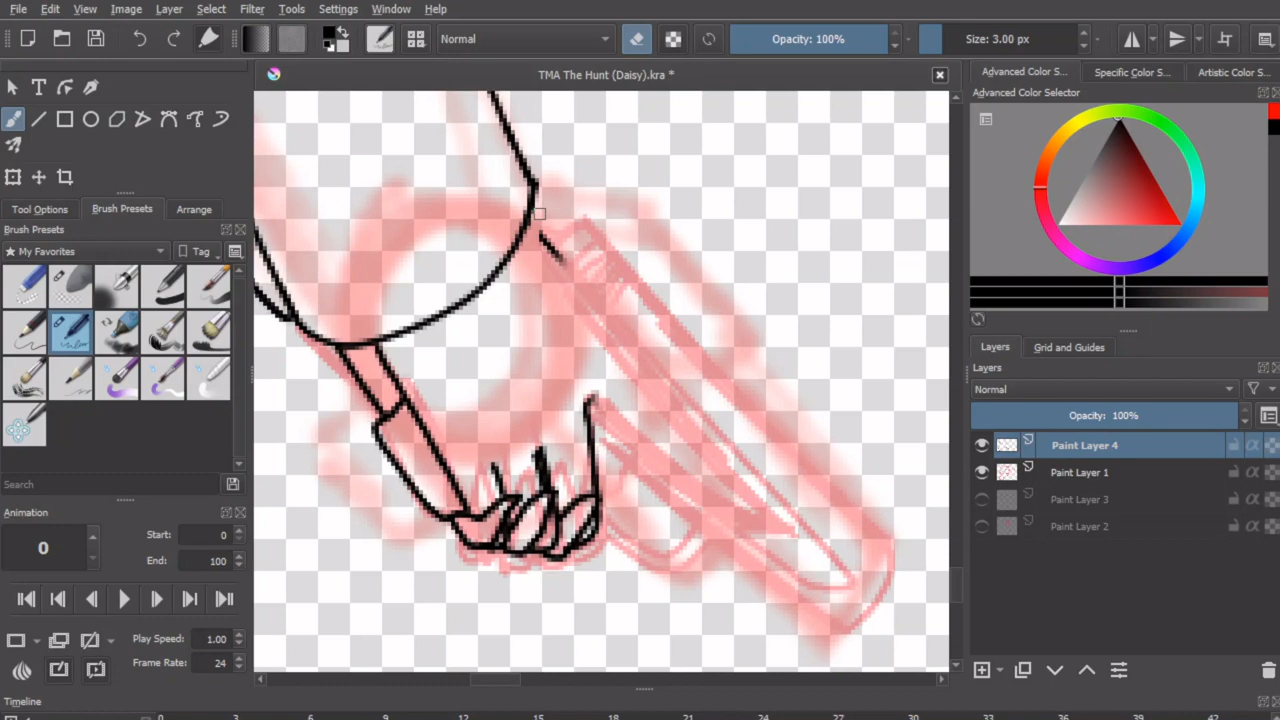 File Edit View Image Layer Select Filter Tools Settings Window Help
Normal Opacity: 100% Size: 3.00 px
TMA The Hunt (Daisy).kra *
Advanced Color S... Specific Color S... Artistic Color S...
Advanced Color Selector
Tool Options Brush Presets Arrange
Brush Presets
My Favorites Tag
Search
Animation
0 Start: 0
End: 100
Play Speed: 1.00
Frame Rate: 24
Timeline
0 3 6 9 12 15 18 21 24 27 30 33 36 39 42
Layers Grid and Guides
Layers
Normal
Opacity: 100%
Paint Layer 4
Paint Layer 1
Paint Layer 3
Paint Layer 2